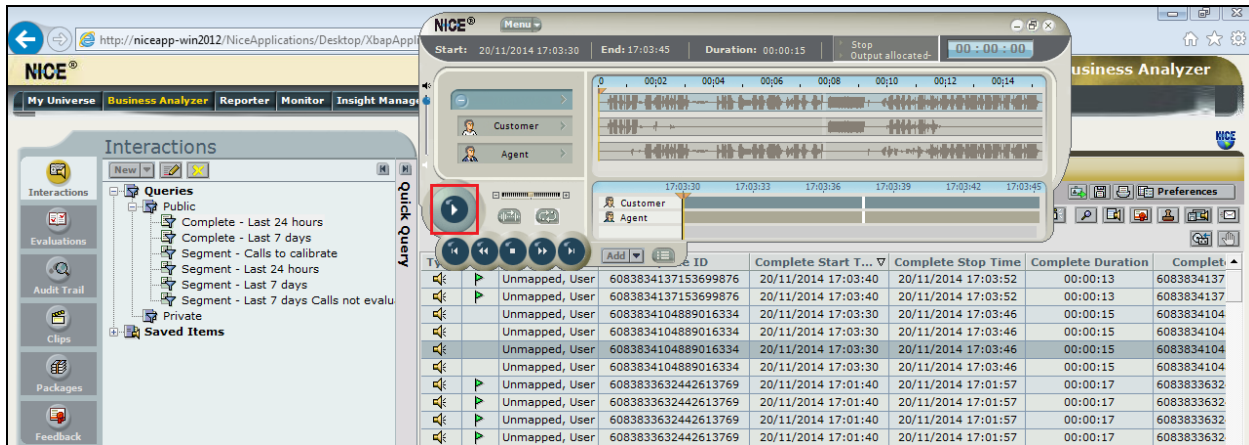 http://niceapp-win2012/NiceApplications/Desktop/XbapAppli
NICE®
Menu
Start: 20/11/2014 17:03:30 End: 17:03:45 Duration: 00:00:15 Stop Output allocated- 00:00:00
NICE®
usiness Analyzer
My Universe Business Analyzer Reporter Monitor Insight Manage
0 00;02 00;04 00;06 00;08 00;10 00;12 00;14
Customer
Agent
NICE
Interactions
New
Preferences
17:03:30 17:03:33 17:03:36 17:03:39 17:03:42 17:03:45
Customer
Agent
Add
Interactions
Evaluations
Audit Trail
Clips
Packages
Feedback
Queries
Public
Complete - Last 24 hours
Complete - Last 7 days
Segment - Calls to calibrate
Segment - Last 24 hours
Segment - Last 7 days
Segment - Last 7 days Calls not evalu
Private
Saved Items
Quick Query
ID Complete Start T... Complete Stop Time Complete Duration Complet
Unmapped, User 6083834137153699876 20/11/2014 17:03:40 20/11/2014 17:03:52 00:00:13 6083834137
Unmapped, User 6083834137153699876 20/11/2014 17:03:40 20/11/2014 17:03:52 00:00:13 6083834137
Unmapped, User 6083834104889016334 20/11/2014 17:03:30 20/11/2014 17:03:46 00:00:15 6083834104
Unmapped, User 6083834104889016334 20/11/2014 17:03:30 20/11/2014 17:03:46 00:00:15 6083834104
Unmapped, User 6083834104889016334 20/11/2014 17:03:30 20/11/2014 17:03:46 00:00:15 6083834104
Unmapped, User 6083834104889016334 20/11/2014 17:03:30 20/11/2014 17:03:46 00:00:15 6083834104
Unmapped, User 6083833632442613769 20/11/2014 17:01:40 20/11/2014 17:01:57 00:00:17 6083833632
Unmapped, User 6083833632442613769 20/11/2014 17:01:40 20/11/2014 17:01:57 00:00:17 6083833632
Unmapped, User 6083833632442613769 20/11/2014 17:01:40 20/11/2014 17:01:57 00:00:17 6083833632
Unmapped, User 6083833632442613769 20/11/2014 17:01:40 20/11/2014 17:01:57 00:00:17 6083833632